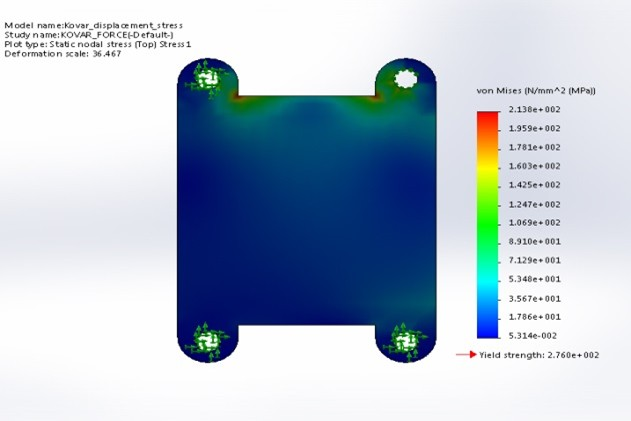 Model name:Kovar_displacement_stress
Study name:KOVAR_FORCE(-Default-)
Plot type: Static nodal stress (Top) Stress1
Deformation scale: 36.467
von Mises (N/mm^2 (MPa))
2.138e+002
1.959e+002
1.781e+002
1.603e+002
1.425e+002
1.247e+002
1.069e+002
8.910e+001
7.129e+001
5.348e+001
3.567e+001
1.786e+001
5.314e-002
Yield strength: 2.760e+002